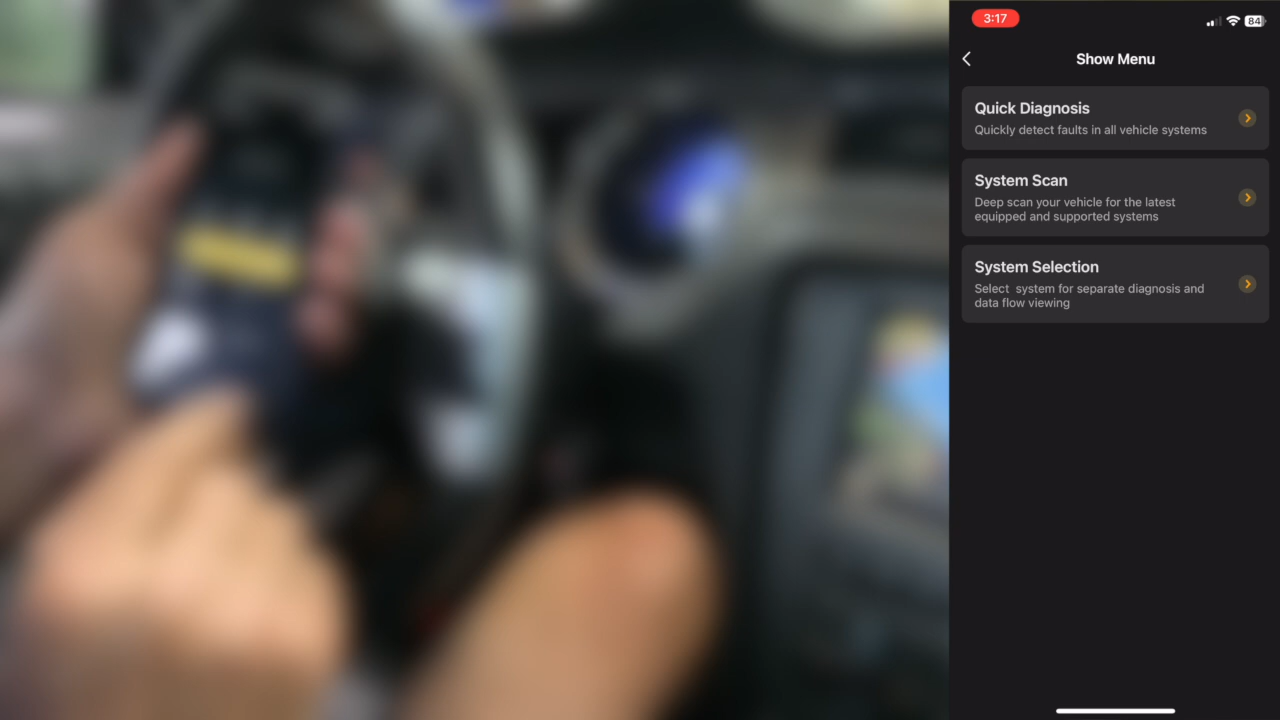 3:17
84
Show Menu
Quick Diagnosis
Quickly detect faults in all vehicle systems
System Scan
Deep scan your vehicle for the latest
equipped and supported systems
System Selection
Select  system for separate diagnosis and
data flow viewing